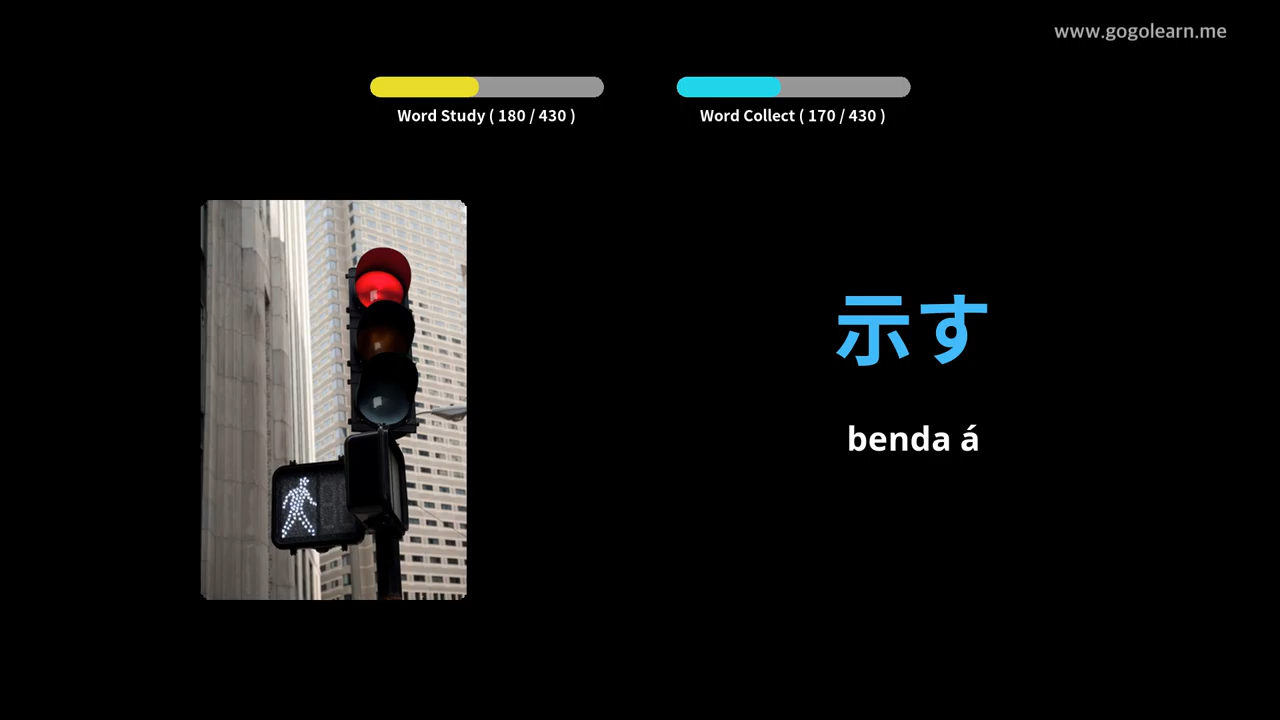 www.gogolearn.me
Word Study ( 180 / 430 )
Word Collect ( 170 / 430 )
示す
benda á